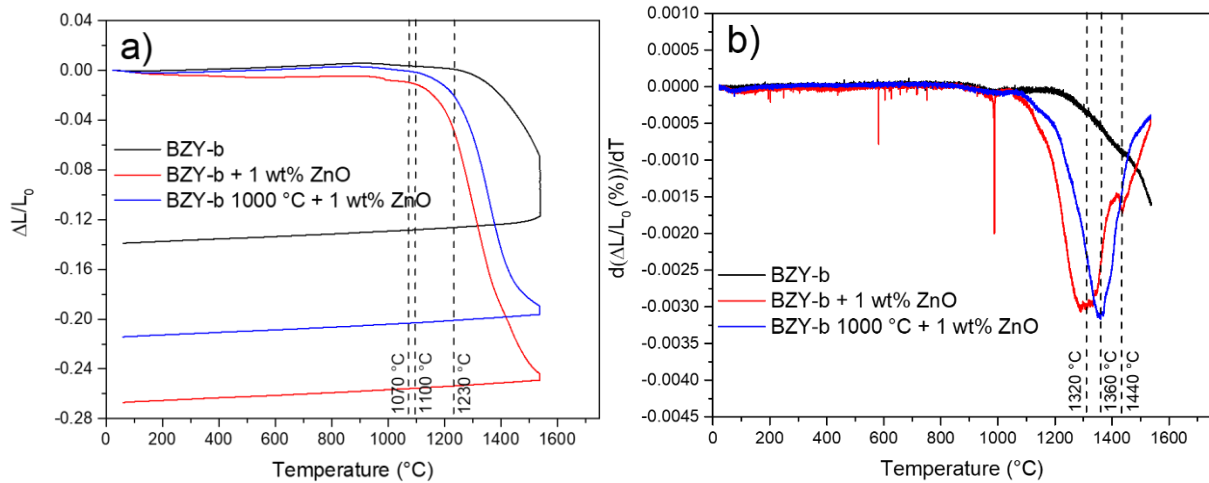 a)
0.04
0.00
-0.04
-0.08
-0.12
-0.16
-0.20
-0.24
-0.28
ΔL/L0
BZY-b
BZY-b + 1 wt% ZnO
BZY-b 1000 °C + 1 wt% ZnO
1070 °C
1100 °C
1230 °C
0 200 400 600 800 1000 1200 1400 1600
Temperature (°C)
b)
0.0010
0.0005
0.0000
-0.0005
-0.0010
-0.0015
-0.0020
-0.0025
-0.0030
-0.0035
-0.0040
-0.0045
d(ΔL/L0 (%))/dT
BZY-b
BZY-b + 1 wt% ZnO
BZY-b 1000 °C + 1 wt% ZnO
1320 °C
1360 °C
1440 °C
0 200 400 600 800 1000 1200 1400 1600
Temperature (°C)